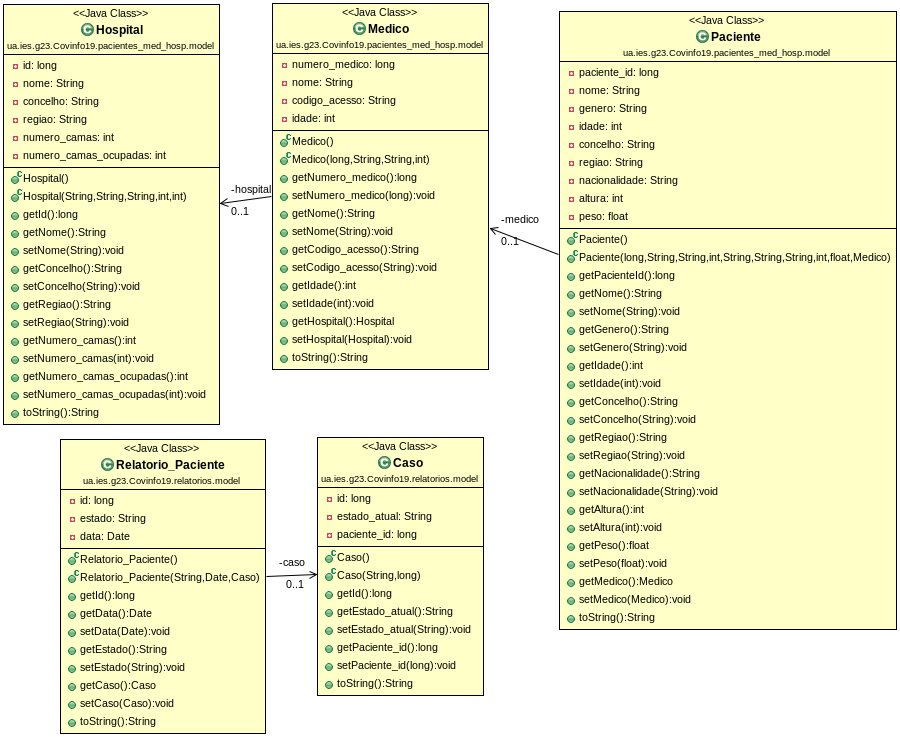 <<Java Class>>
Hospital
ua.ies.g23.Covinfo19.pacientes_med_hosp.model
id: long
nome: String
concelho: String
regiao: String
numero_camas: int
numero_camas_ocupadas: int
Hospital()
Hospital(String,String,String,int,int)
getId():long
getNome():String
setNome(String):void
getConcelho():String
setConcelho(String):void
getRegiao():String
setRegiao(String):void
getNumero_camas():int
setNumero_camas(int):void
getNumero_camas_ocupadas():int
setNumero_camas_ocupadas(int):void
toString():String
-hospital
0..1
<<Java Class>>
Medico
ua.ies.g23.Covinfo19.pacientes_med_hosp.model
numero_medico: long
nome: String
codigo_acesso: String
idade: int
Medico()
Medico(long,String,String,int)
getNumero_medico():long
setNumero_medico(long):void
getNome():String
setNome(String):void
getCodigo_acesso():String
setCodigo_acesso(String):void
getIdade():int
setIdade(int):void
getHospital():Hospital
setHospital(Hospital):void
toString():String
-medico
0..1
<<Java Class>>
Paciente
ua.ies.g23.Covinfo19.pacientes_med_hosp.model
paciente_id: long
nome: String
genero: String
idade: int
concelho: String
regiao: String
nacionalidade: String
altura: int
peso: float
Paciente()
Paciente(long,String,String,int,String,String,String,int,float,Medico)
getPacienteId():long
getNome():String
setNome(String):void
getGenero():String
setGenero(String):void
getIdade():int
setIdade(int):void
getConcelho():String
setConcelho(String):void
getRegiao():String
setRegiao(String):void
getNacionalidade():String
setNacionalidade(String):void
getAltura():int
setAltura(int):void
getPeso():float
setPeso(float):void
getMedico():Medico
setMedico(Medico):void
toString():String
<<Java Class>>
Relatorio_Paciente
ua.ies.g23.Covinfo19.relatorios.model
id: long
estado: String
data: Date
Relatorio_Paciente()
Relatorio_Paciente(String,Date,Caso)
getId():long
getData():Date
setData(Date):void
getEstado():String
setEstado(String):void
getCaso():Caso
setCaso(Caso):void
toString():String
-caso
0..1
<<Java Class>>
Caso
ua.ies.g23.Covinfo19.relatorios.model
id: long
estado_atual: String
paciente_id: long
Caso()
Caso(String,long)
getId():long
getEstado_atual():String
setEstado_atual(String):void
getPaciente_id():long
setPaciente_id(long):void
toString():String